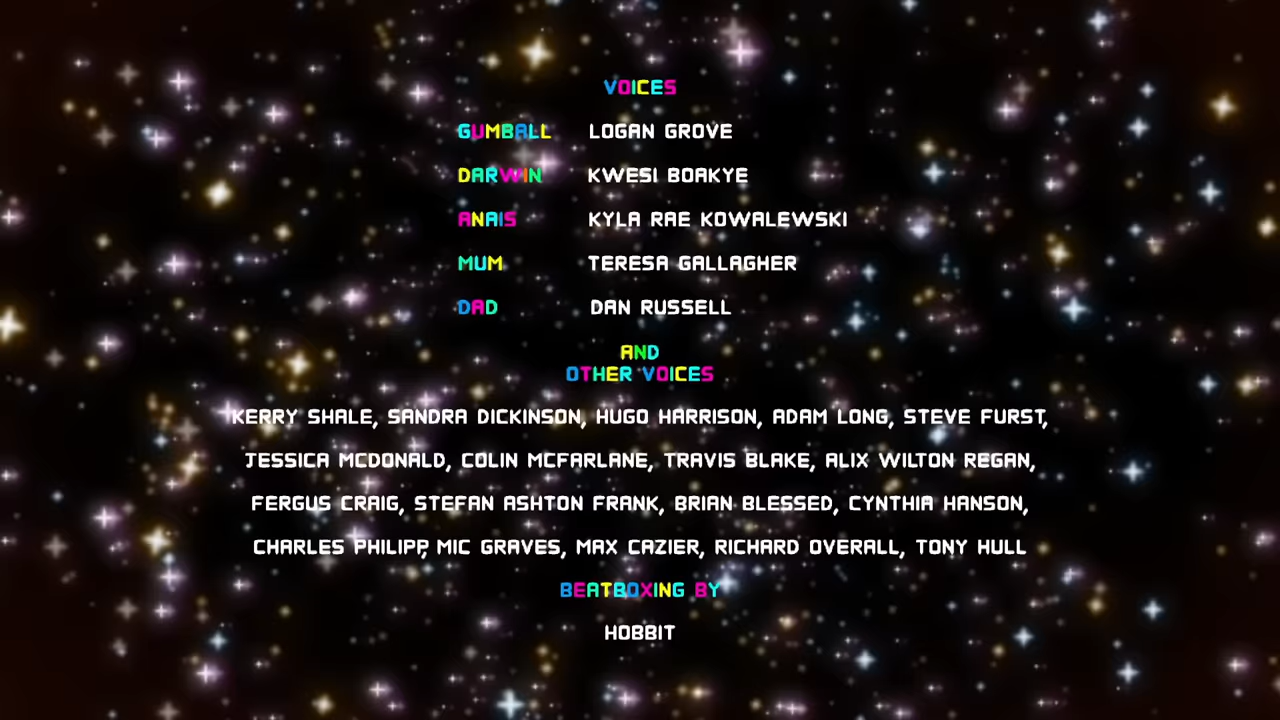 VOICES
GUMBALL LOGAN GROVE
DARWIN KWESI BOAKYE
ANAIS KYLA RAE KOWALEWSKI
MUM TERESA GALLAGHER
DAD DAN RUSSELL
AND
OTHER VOICES
KERRY SHALE, SANDRA DICKINSON, HUGO HARRISON, ADAM LONG, STEVE FURST,
JESSICA MCDONALD, COLIN MCFARLANE, TRAVIS BLAKE, ALIX WILTON REGAN,
FERGUS CRAIG, STEFAN ASHTON FRANK, BRIAN BLESSED, CYNTHIA HANSON,
CHARLES PHILIPP, MIC GRAVES, MAX CAZIER, RICHARD OVERALL, TONY HULL
BEATBOXING BY
HOBBIT